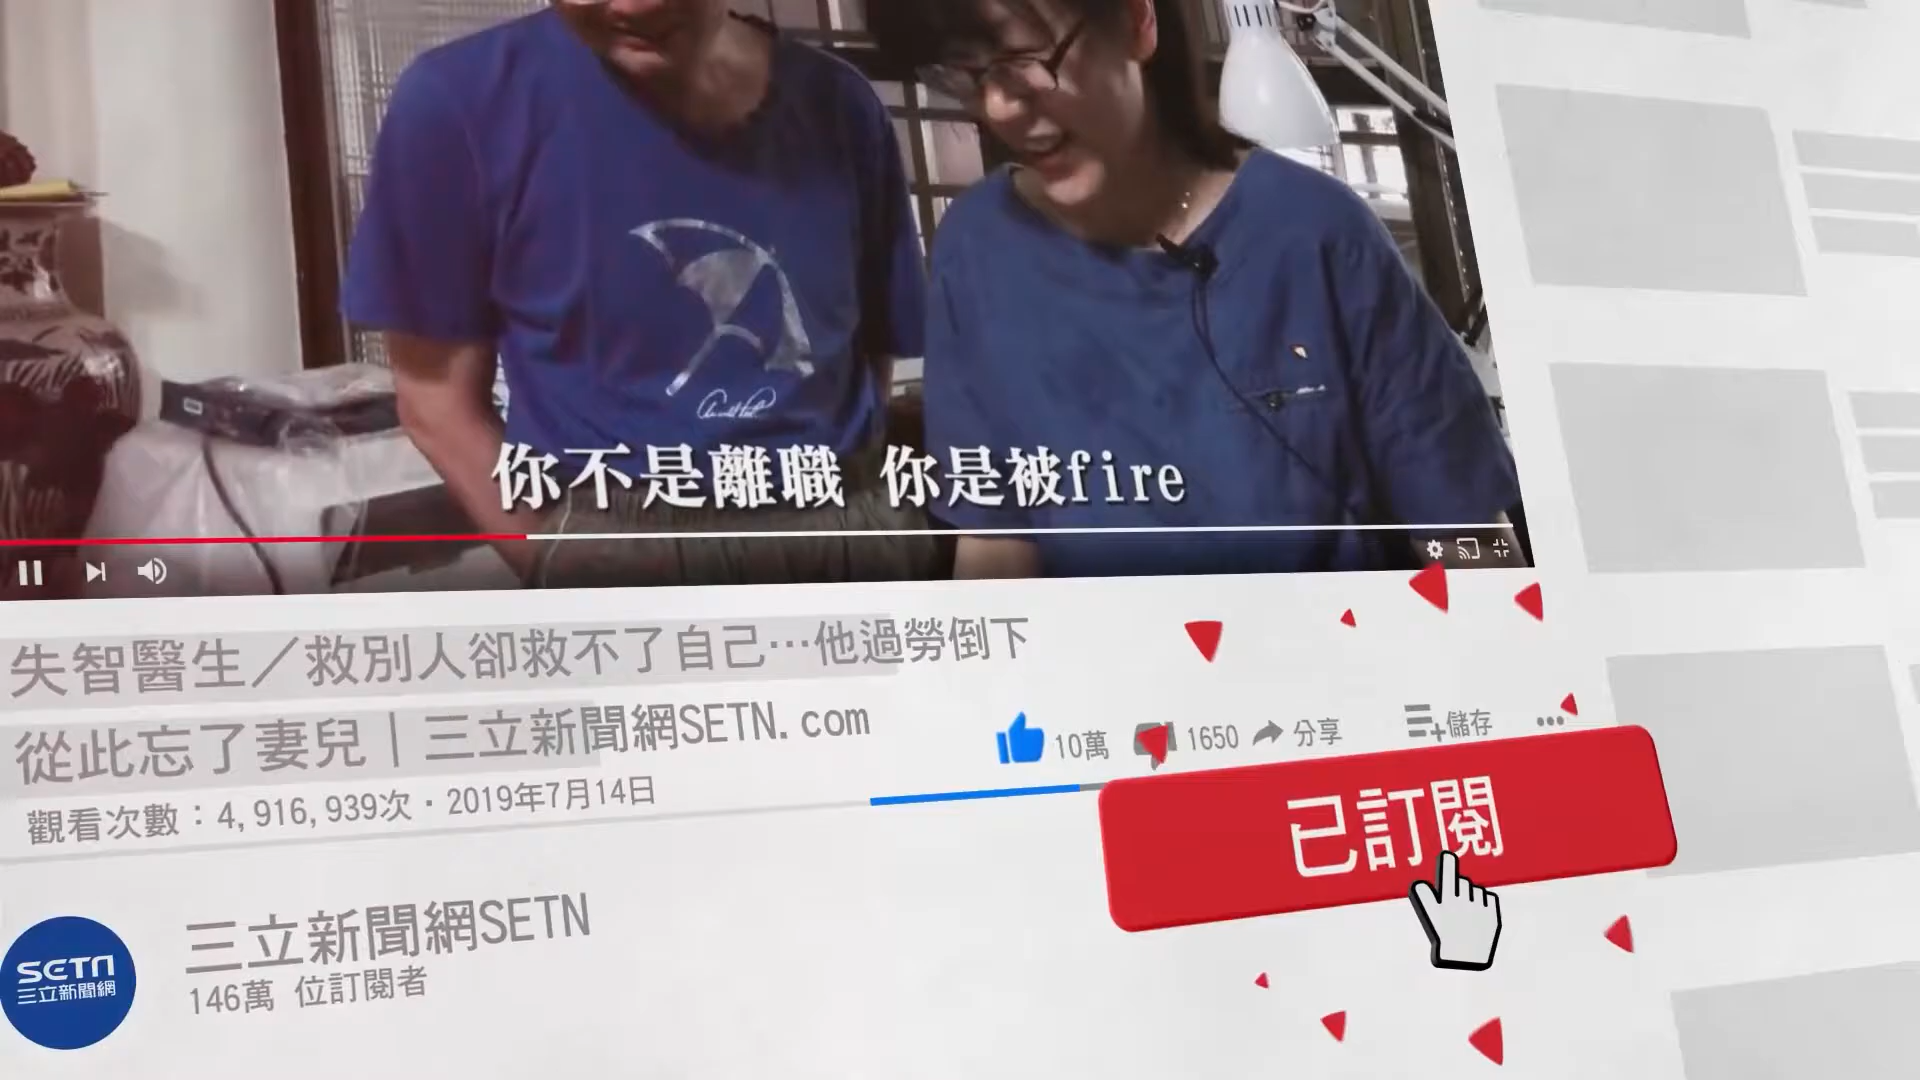 你不是離職 你是被fire
失智醫生／救別人卻救不了自己…他過勞倒下
從此忘了妻兒｜三立新聞網SETN.com
觀看次數：4,916,939次・2019年7月14日
10萬 1650 分享 儲存
已訂閱
SETN
三立新聞網
三立新聞網SETN
146萬 位訂閱者